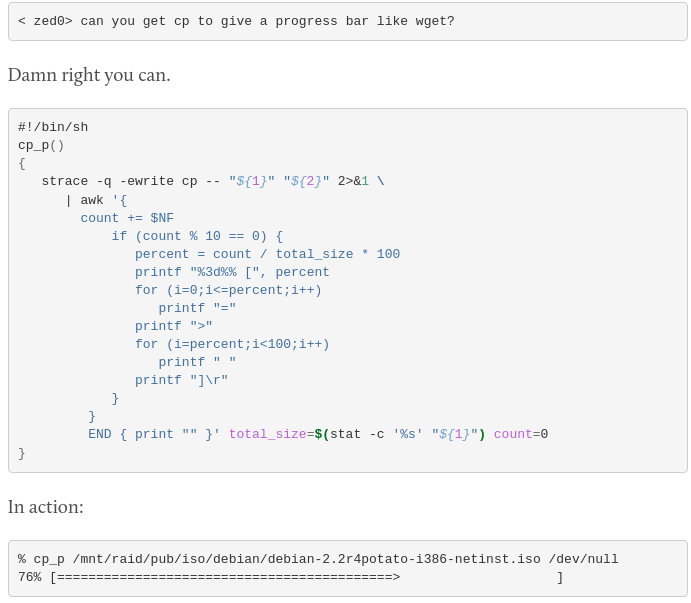 < zed0> can you get cp to give a progress bar like wget?
Damn right you can.
#!/bin/sh
cp_p()
{
   strace -q -ewrite cp -- "${1}" "${2}" 2>&1 \
      | awk '{
        count += $NF
            if (count % 10 == 0) {
               percent = count / total_size * 100
               printf "%3d%% [", percent
               for (i=0;i<=percent;i++)
                  printf "="
               printf ">"
               for (i=percent;i<100;i++)
                  printf " "
               printf "]\r"
            }
         }
         END { print "" }' total_size=$(stat -c '%s' "${1}") count=0
}
In action:
% cp_p /mnt/raid/pub/iso/debian/debian-2.2r4potato-i386-netinst.iso /dev/null
76% [===========================================>                    ]